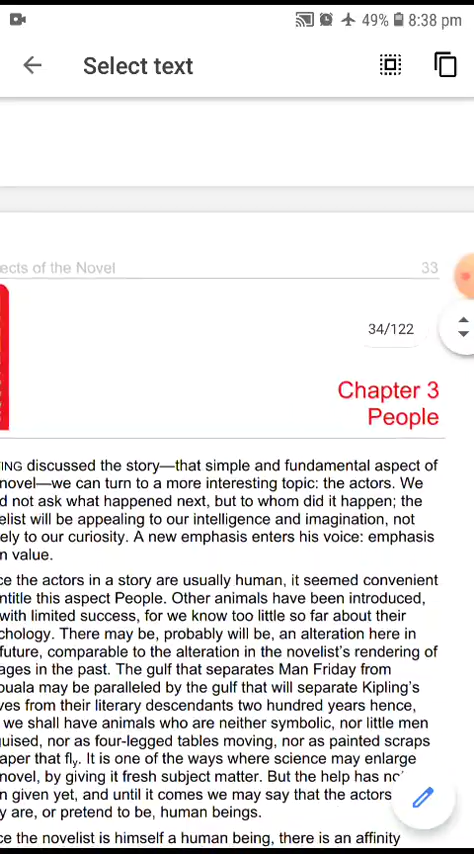 49% 8:38 pm
Select text
ects of the Novel 33
34/122
Chapter 3
People
ING discussed the story—that simple and fundamental aspect of
novel—we can turn to a more interesting topic: the actors. We
d not ask what happened next, but to whom did it happen; the
elist will be appealing to our intelligence and imagination, not
ely to our curiosity. A new emphasis enters his voice: emphasis
n value.
ce the actors in a story are usually human, it seemed convenient
ntitle this aspect People. Other animals have been introduced,
with limited success, for we know too little so far about their
chology. There may be, probably will be, an alteration here in
future, comparable to the alteration in the novelist's rendering of
ages in the past. The gulf that separates Man Friday from
ouala may be paralleled by the gulf that will separate Kipling's
ves from their literary descendants two hundred years hence,
we shall have animals who are neither symbolic, nor little men
uised, nor as four-legged tables moving, nor as painted scraps
aper that fly. It is one of the ways where science may enlarge
novel, by giving it fresh subject matter. But the help has
n given yet, and until it comes we may say that the actors
y are, or pretend to be, human beings.
ce the novelist is himself a human being, there is an affinity